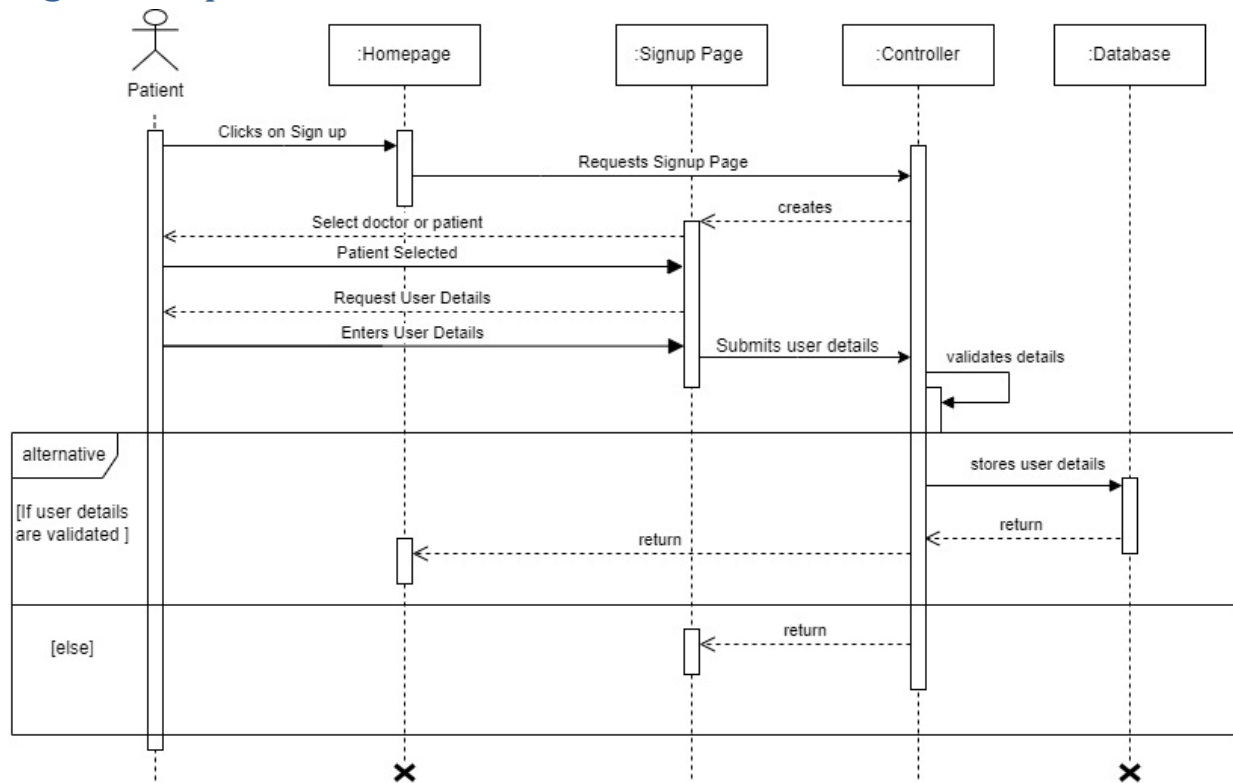 :Homepage
:Signup Page
:Controller
:Database
Patient
Clicks on Sign up
Requests Signup Page
creates
Select doctor or patient
Patient Selected
Request User Details
Enters User Details
Submits user details
validates details
alternative
stores user details
[If user details
are validated ]
return
return
[else]
return